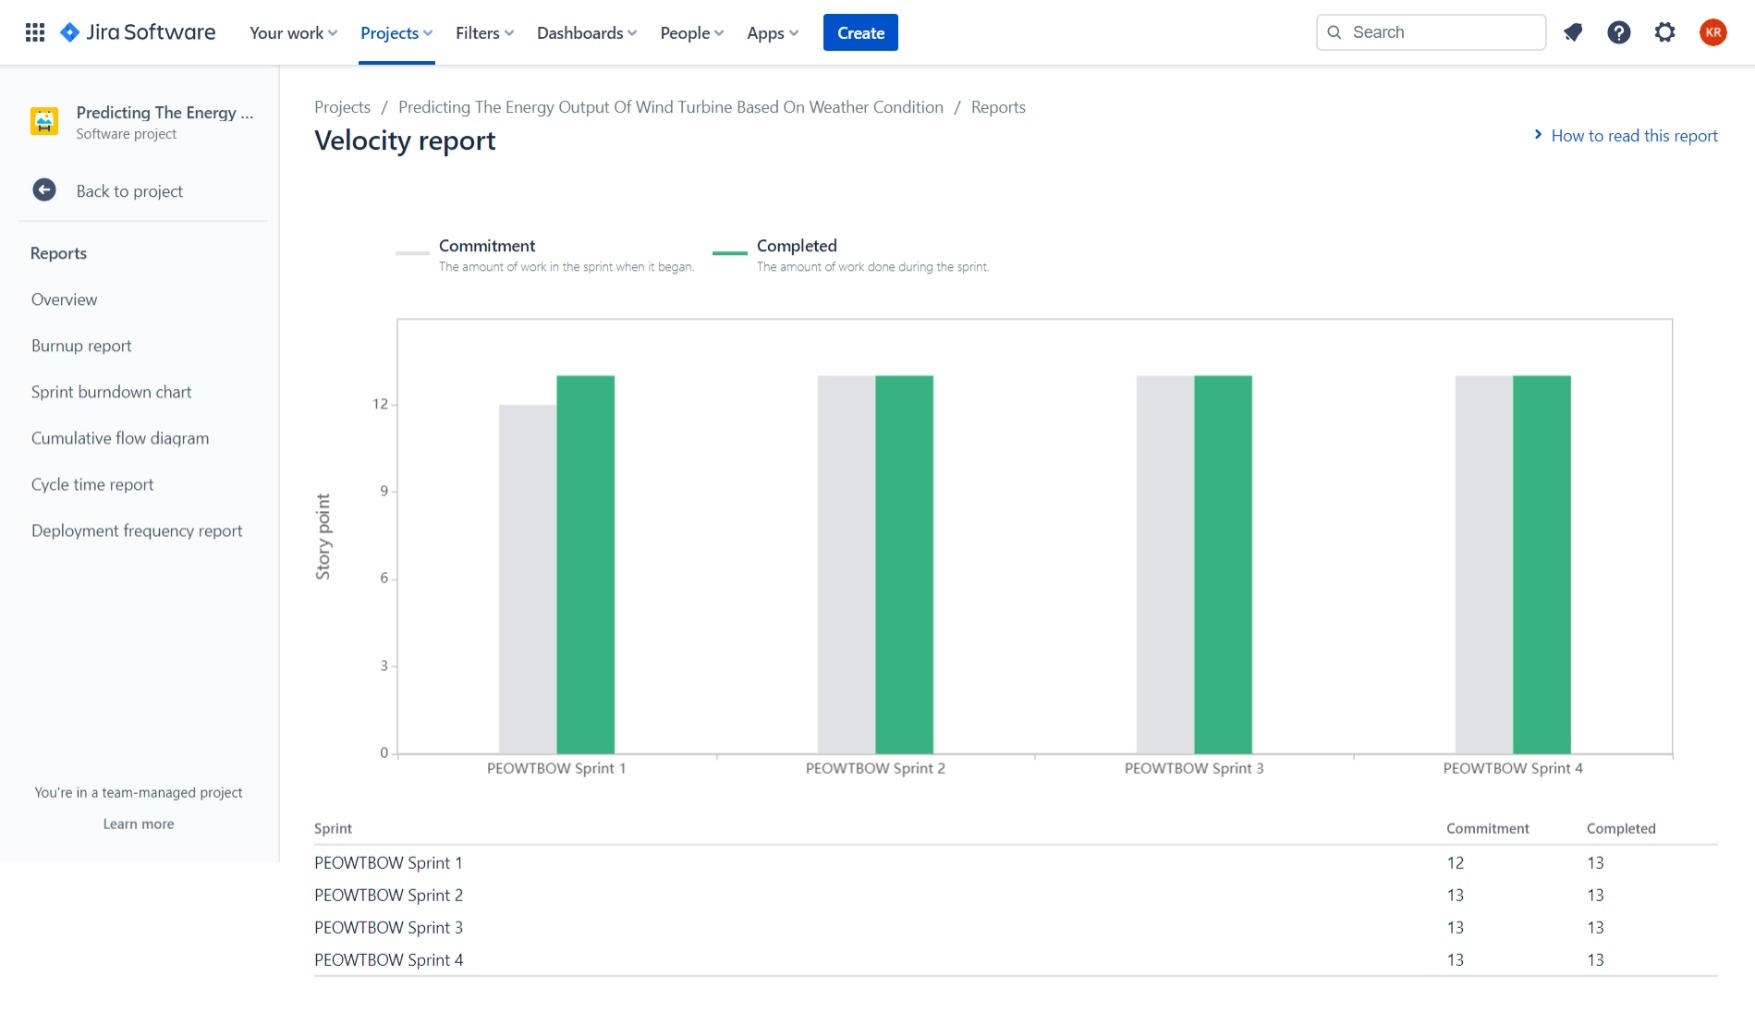 Jira Software Your work Projects Filters Dashboards People Apps Create Search KR
Predicting The Energy ...
Software project
Back to project
Reports
Overview
Burnup report
Sprint burndown chart
Cumulative flow diagram
Cycle time report
Deployment frequency report
You're in a team-managed project
Learn more
Projects / Predicting The Energy Output Of Wind Turbine Based On Weather Condition / Reports
Velocity report
How to read this report
Commitment
The amount of work in the sprint when it began.
Completed
The amount of work done during the sprint.
Story point
12
9
6
3
0
PEOWTBOW Sprint 1 PEOWTBOW Sprint 2 PEOWTBOW Sprint 3 PEOWTBOW Sprint 4
Sprint Commitment Completed
PEOWTBOW Sprint 1 12 13
PEOWTBOW Sprint 2 13 13
PEOWTBOW Sprint 3 13 13
PEOWTBOW Sprint 4 13 13